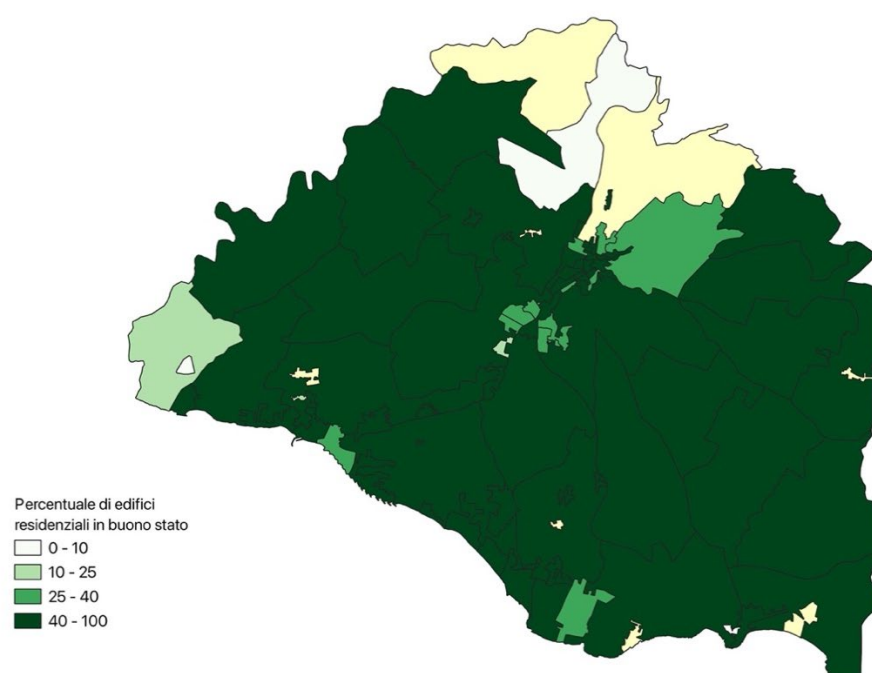 Percentuale di edifici
residenziali in buono stato
0 - 10
10 - 25
25 - 40
40 - 100